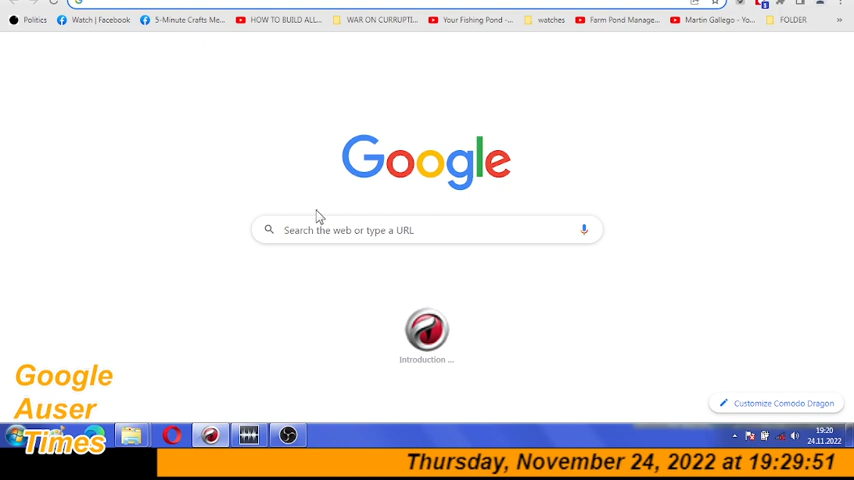 Politics
Watch | Facebook
5-Minute Crafts Me...
HOW TO BUILD ALL...
WAR ON CURRUPTI...
Your Fishing Pond -...
watches
Farm Pond Manage...
Martin Gallego - Yo...
FOLDER
Google
Search the web or type a URL
Introduction ...
Customize Comodo Dragon
Google
Auser
Times
19:20
24.11.2022
Thursday, November 24, 2022 at 19:29:51